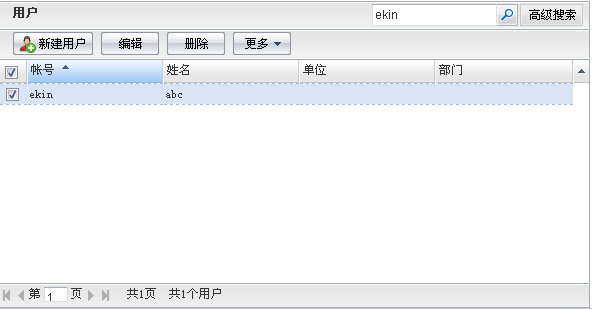 用户 ekin 高级搜索
新建用户 编辑 删除 更多
帐号 姓名 单位 部门
ekin abc
第 1 页 共1页 共1个用户